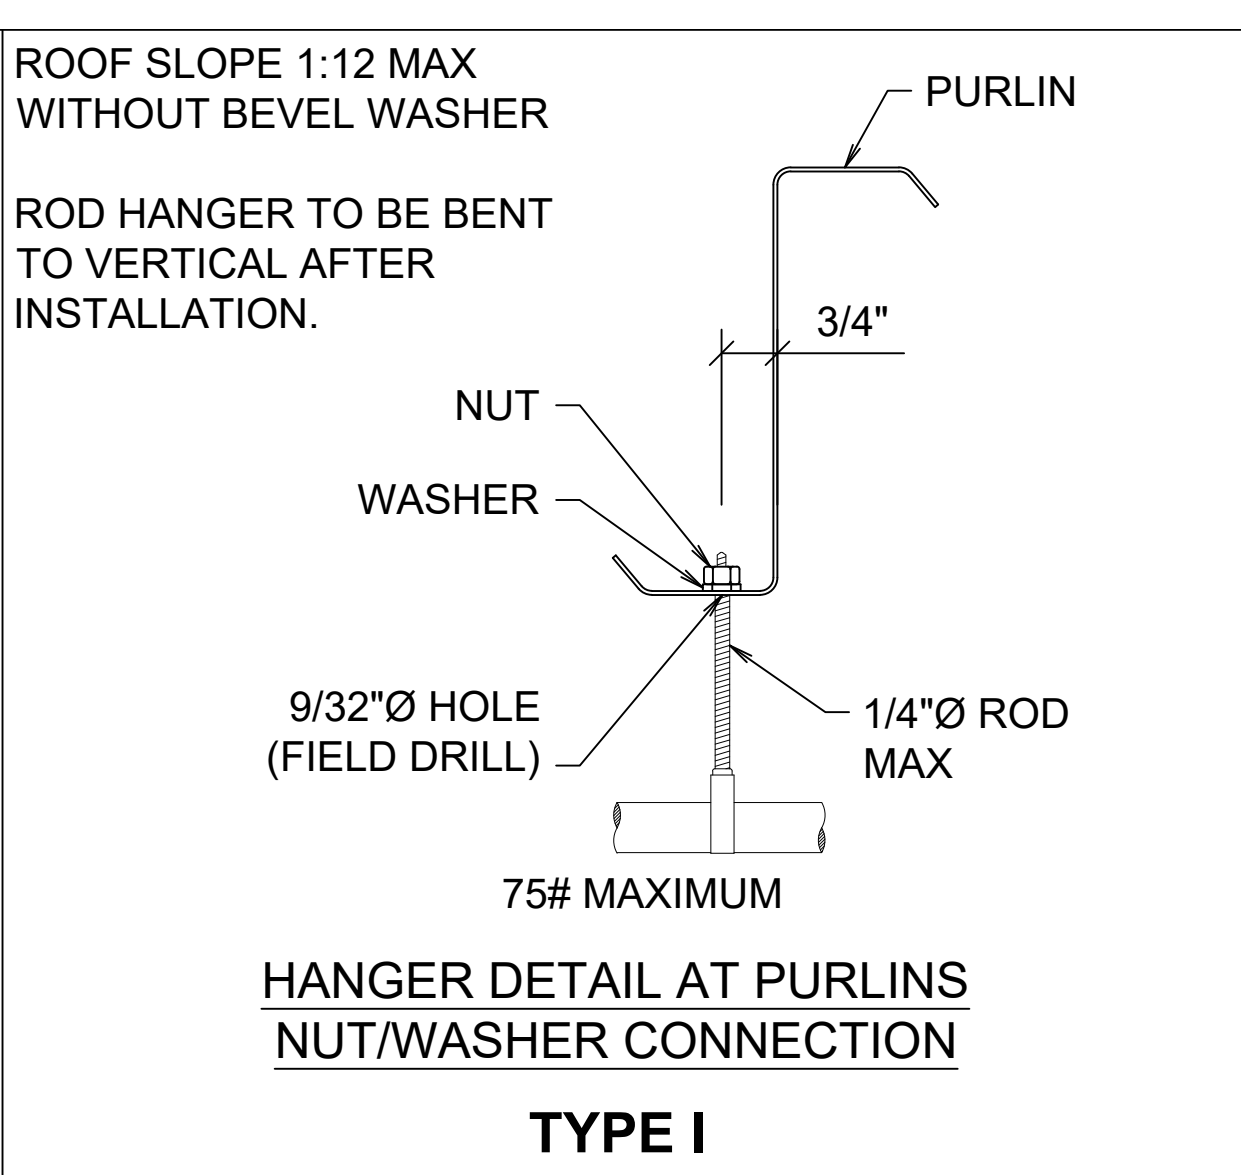 ROOF SLOPE 1:12 MAX
WITHOUT BEVEL WASHER
ROD HANGER TO BE BENT
TO VERTICAL AFTER
INSTALLATION.
PURLIN
3/4"
NUT
WASHER
9/32"Ø HOLE
(FIELD DRILL)
1/4"Ø ROD
MAX
75# MAXIMUM
HANGER DETAIL AT PURLINS
NUT/WASHER CONNECTION
TYPE I